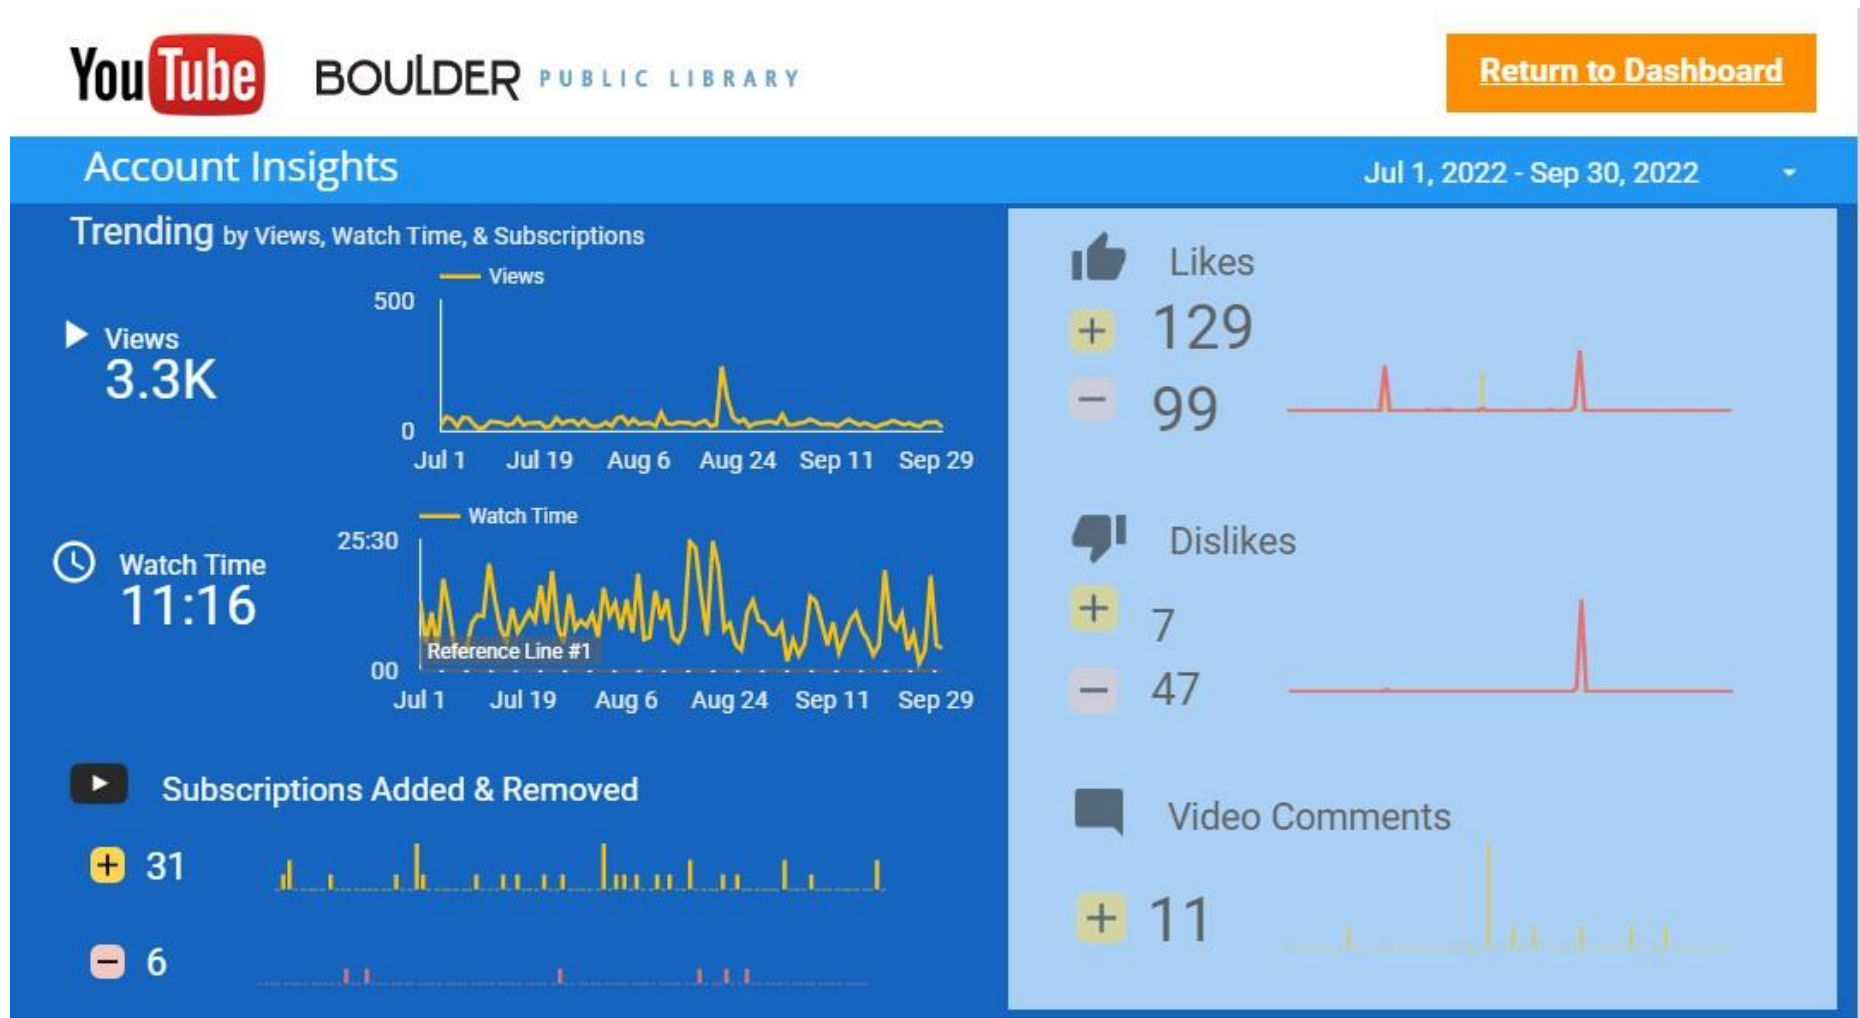 YouTube
BOULDER PUBLIC LIBRARY
Return to Dashboard
Account Insights
Jul 1, 2022 - Sep 30, 2022
Trending by Views, Watch Time, & Subscriptions
Views
500
Views
3.3K
0
Jul 1 Jul 19 Aug 6 Aug 24 Sep 11 Sep 29
Watch Time
25:30
Watch Time
11:16
Reference Line #1
00
Jul 1 Jul 19 Aug 6 Aug 24 Sep 11 Sep 29
Subscriptions Added & Removed
+ 31
− 6
Likes
+ 129
− 99
Dislikes
+ 7
− 47
Video Comments
+ 11